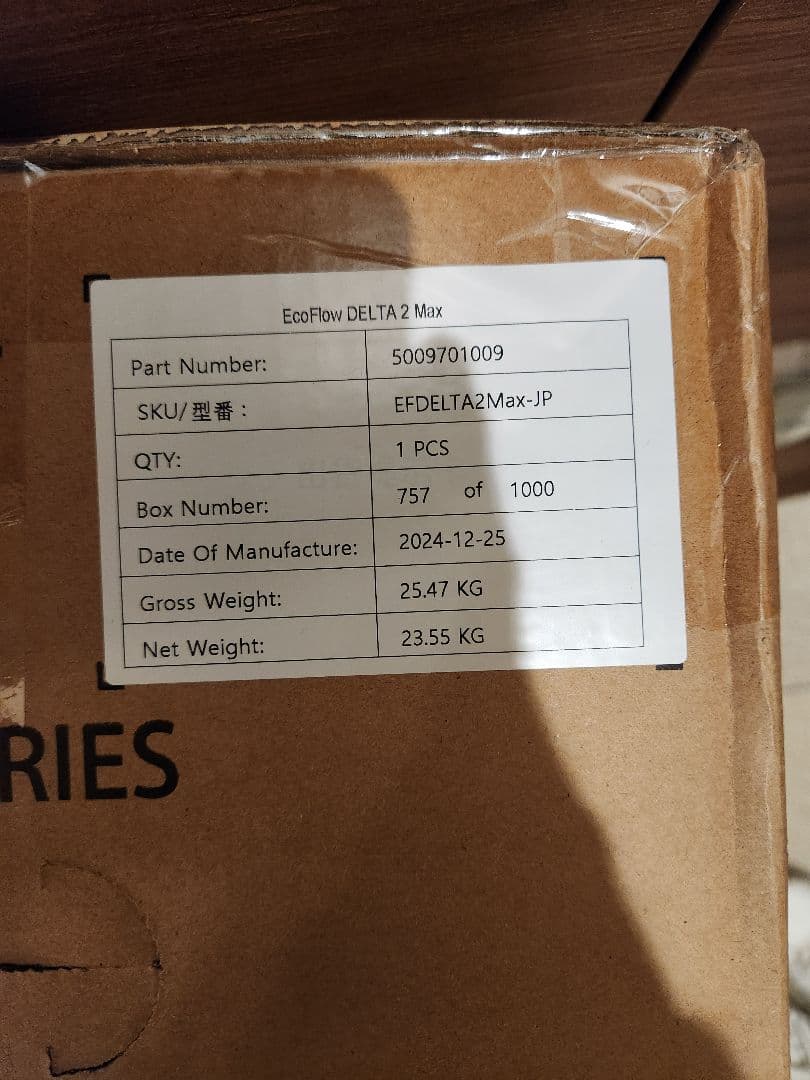 EcoFlow DELTA 2 Max
Part Number: 5009701009
SKU/型番: EFDELTA2Max-JP
QTY: 1 PCS
Box Number: 757 of 1000
Date Of Manufacture: 2024-12-25
Gross Weight: 25.47 KG
Net Weight: 23.55 KG
RIES